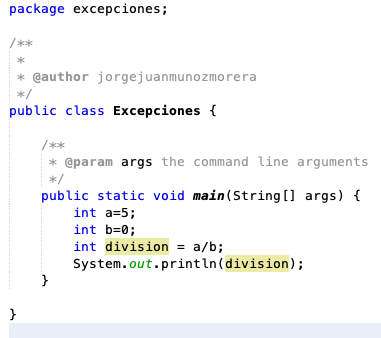 package excepciones;
/**
 *
 * @author jorgejuanmunozmorera
 */
public class Excepciones {
    /**
     * @param args the command line arguments
     */
    public static void main(String[] args) {
        int a=5;
        int b=0;
        int division = a/b;
        System.out.println(division);
    }
}